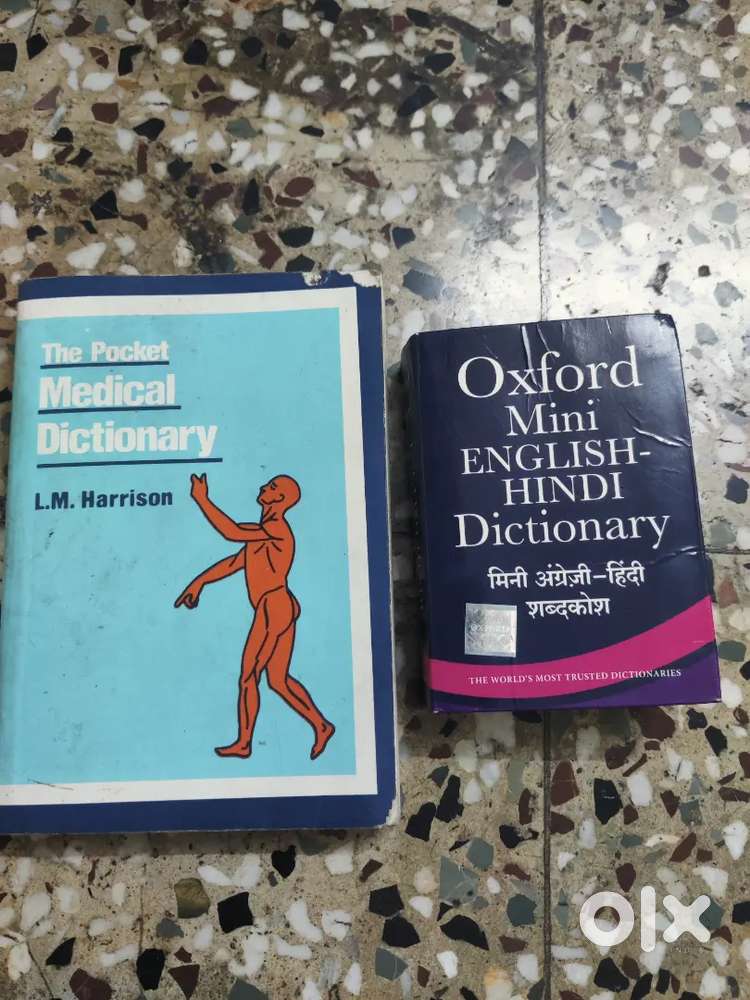 The Pocket
Medical
Dictionary
L.M. Harrison
Oxford
Mini
ENGLISH-
HINDI
Dictionary
मिनी अंग्रेज़ी-हिंदी
शब्दकोश
THE WORLD'S MOST TRUSTED DICTIONARIES
olx